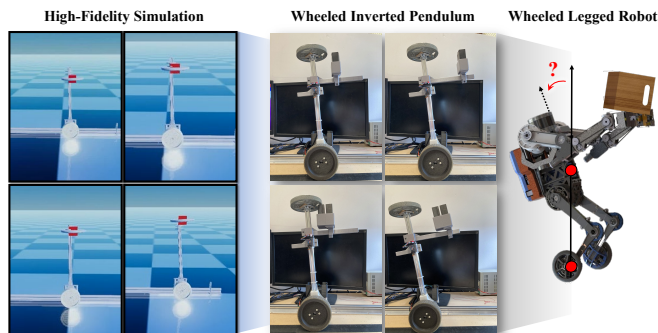 High-Fidelity Simulation
Wheeled Inverted Pendulum
Wheeled Legged Robot
?